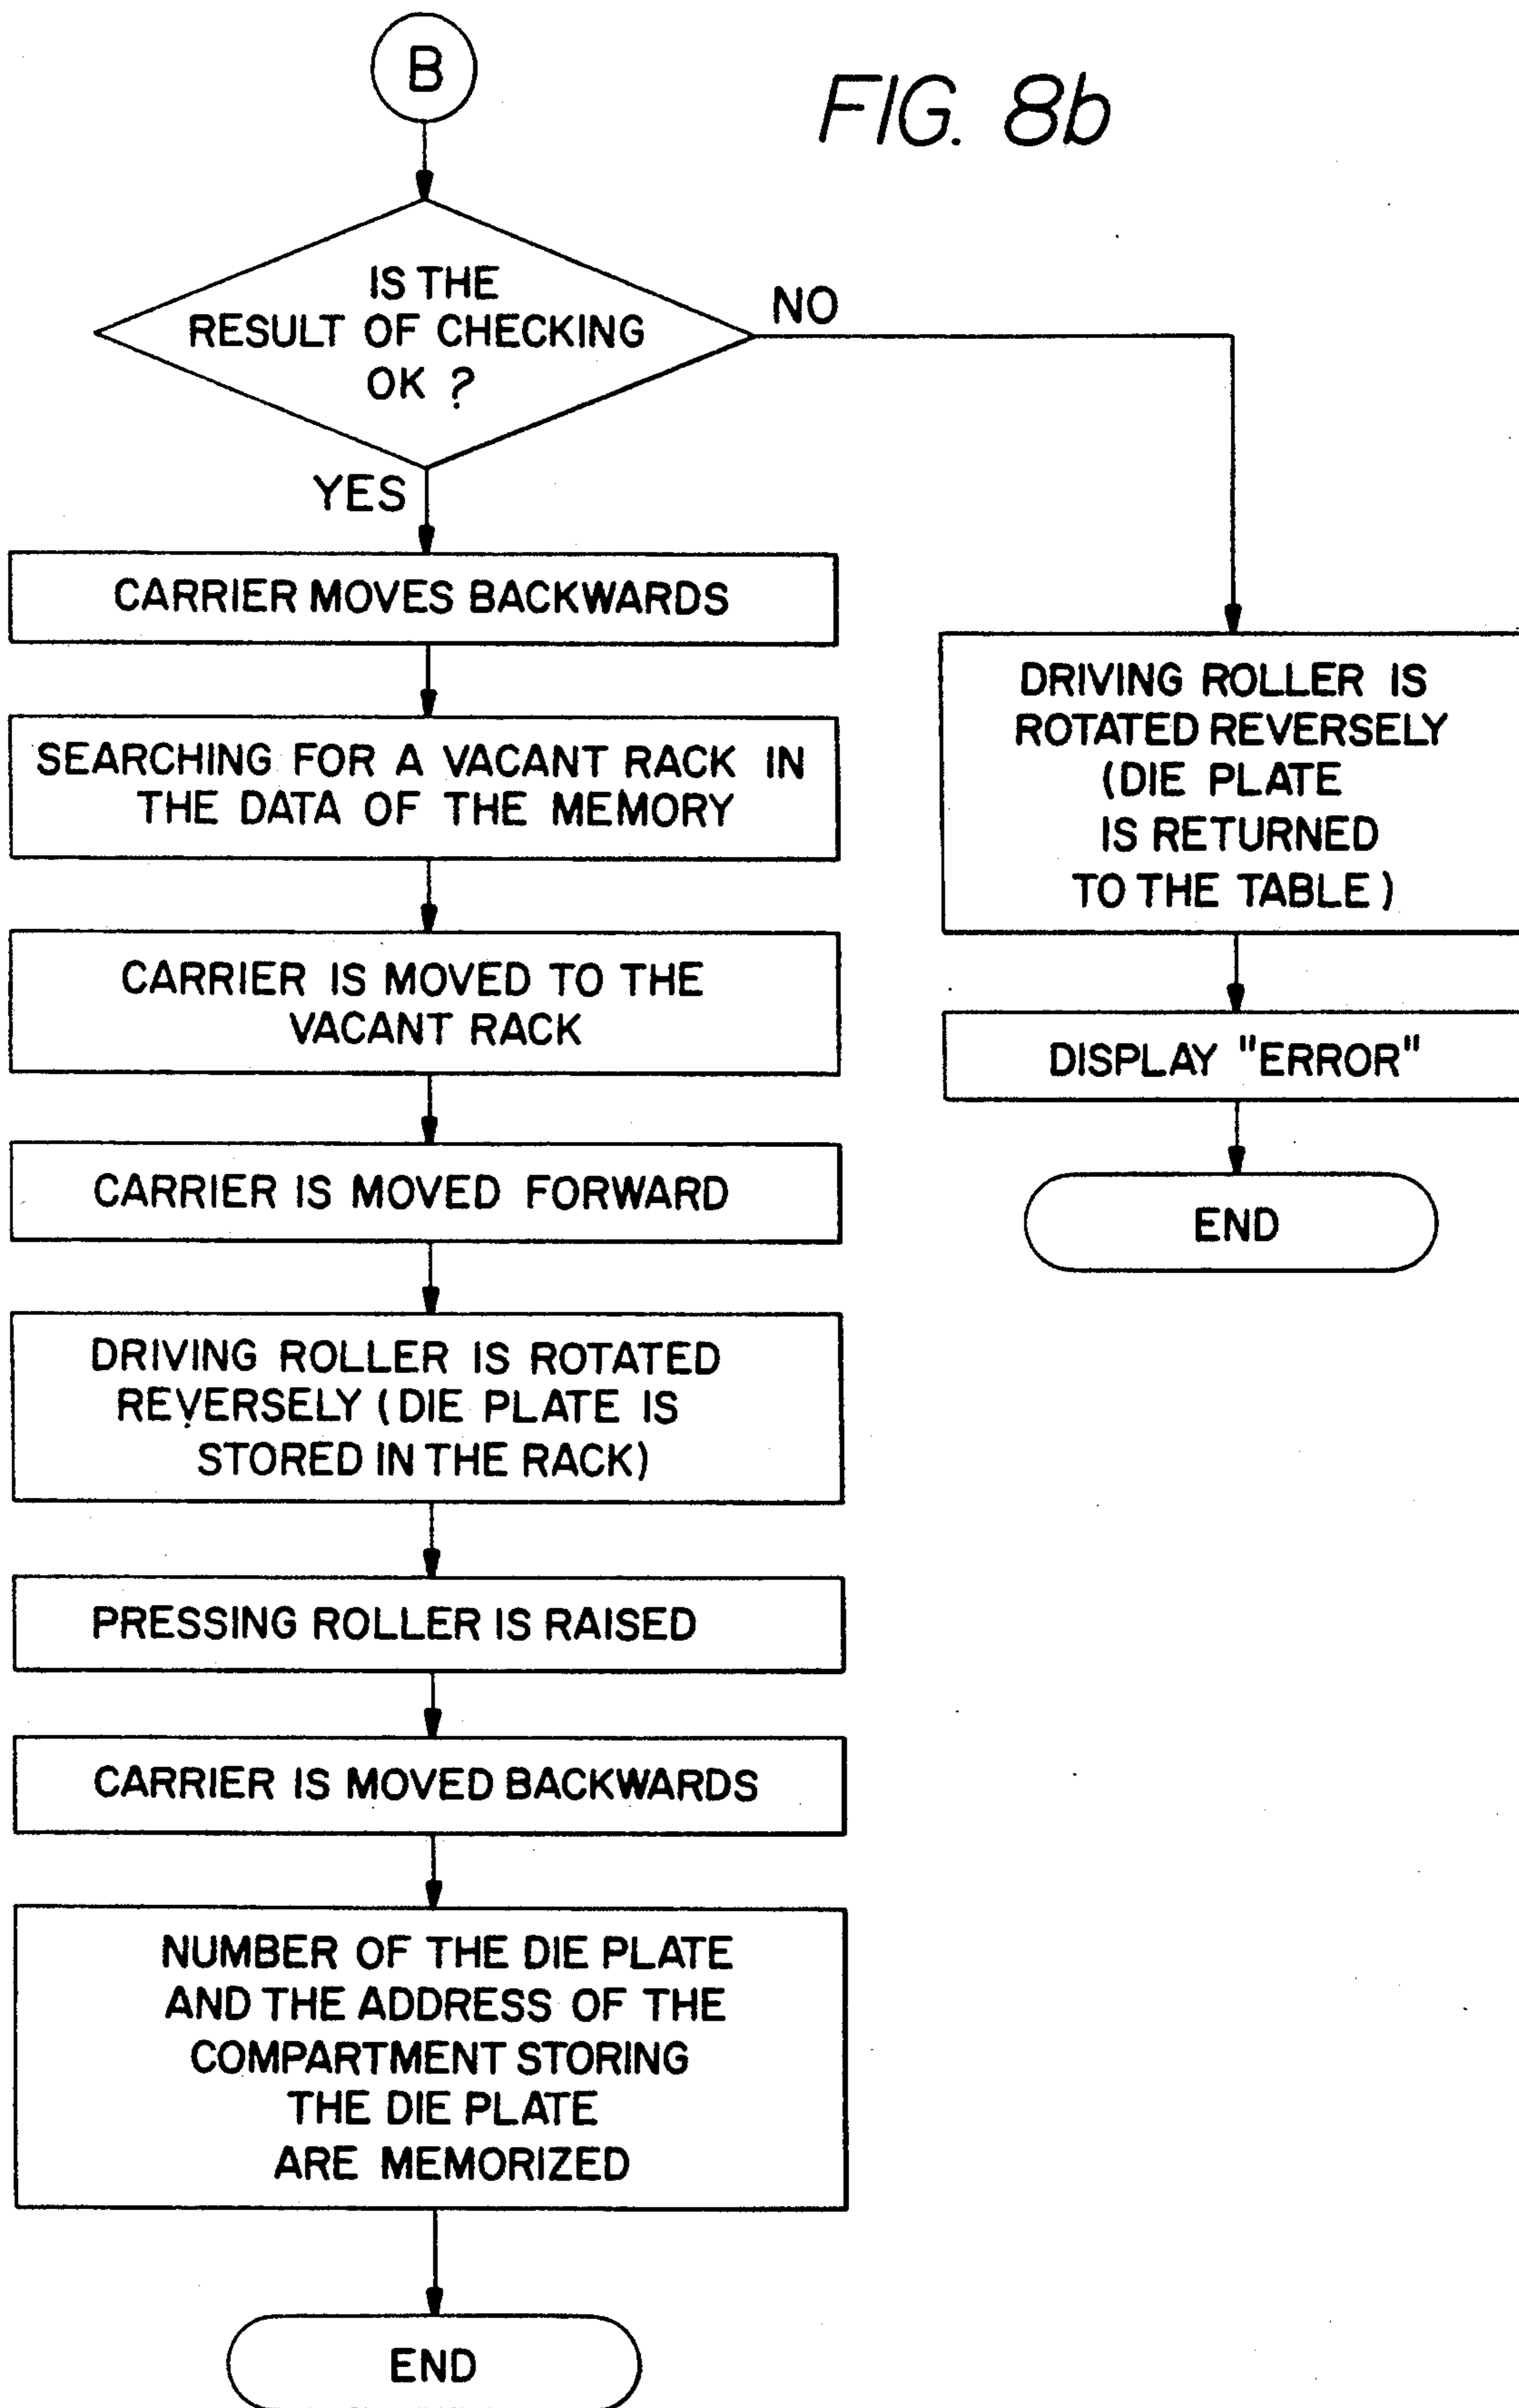 B
FIG. 8b
IS THE
RESULT OF CHECKING
OK ?
NO
YES
CARRIER MOVES BACKWARDS
SEARCHING FOR A VACANT RACK IN
THE DATA OF THE MEMORY
CARRIER IS MOVED TO THE
VACANT RACK
CARRIER IS MOVED FORWARD
DRIVING ROLLER IS ROTATED
REVERSELY (DIE PLATE IS
STORED IN THE RACK)
PRESSING ROLLER IS RAISED
CARRIER IS MOVED BACKWARDS
NUMBER OF THE DIE PLATE
AND THE ADDRESS OF THE
COMPARTMENT STORING
THE DIE PLATE
ARE MEMORIZED
END
DRIVING ROLLER IS
ROTATED REVERSELY
(DIE PLATE
IS RETURNED
TO THE TABLE)
DISPLAY "ERROR"
END